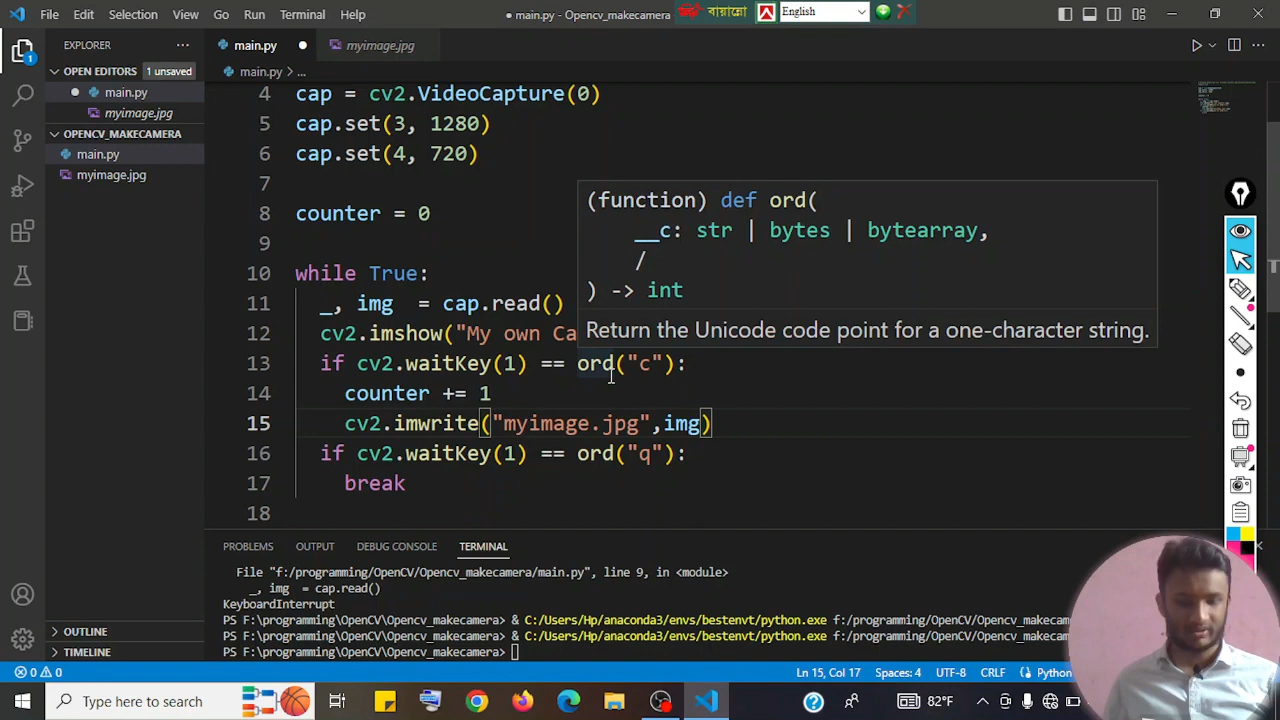 File Edit Selection View Go Run Terminal Help
● main.py - Opencv_makecamera
বায়ান্নো
English
EXPLORER
OPEN EDITORS 1 unsaved
main.py
myimage.jpg
OPENCV_MAKECAMERA
main.py
myimage.jpg
OUTLINE
TIMELINE
1
main.py
myimage.jpg
main.py > ...
4 cap = cv2.VideoCapture(0)
5 cap.set(3, 1280)
6 cap.set(4, 720)
7
8 counter = 0
9
10 while True:
11 _, img  = cap.read()
12 cv2.imshow("My own Ca
13 if cv2.waitKey(1) == ord("c"):
14 counter += 1
15 cv2.imwrite("myimage.jpg",img)
16 if cv2.waitKey(1) == ord("q"):
17 break
18
(function) def ord(
__c: str | bytes | bytearray,
/
) -> int
Return the Unicode code point for a one-character string.
PROBLEMS OUTPUT DEBUG CONSOLE TERMINAL
File "f:/programming/OpenCV/Opencv_makecamera/main.py", line 9, in <module>
_, img  = cap.read()
KeyboardInterrupt
PS F:\programming\OpenCV\Opencv_makecamera> & C:/Users/Hp/anaconda3/envs/bestenvt/python.exe f:/programming/OpenCV/Opencv_makecamera/main.py
PS F:\programming\OpenCV\Opencv_makecamera> & C:/Users/Hp/anaconda3/envs/bestenvt/python.exe f:/programming/OpenCV/Op
PS F:\programming\OpenCV\Opencv_makecamera>
0 0 Ln 15, Col 17 Spaces: 4 UTF-8 CRLF Python
Type here to search
82°F